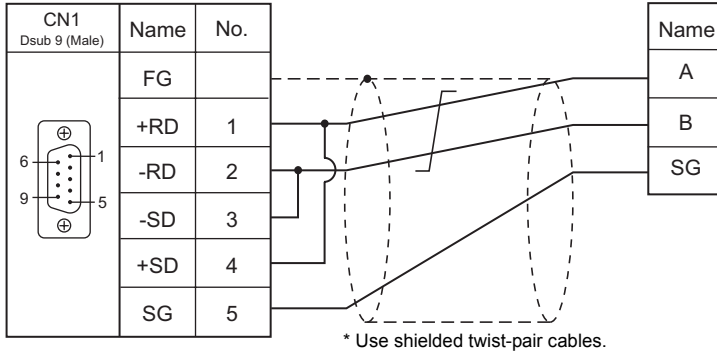 CN1
Dsub 9 (Male)
Name No.
FG
+RD 1
-RD 2
-SD 3
+SD 4
SG 5
6
1
9
5
Name
A
B
SG
* Use shielded twist-pair cables.